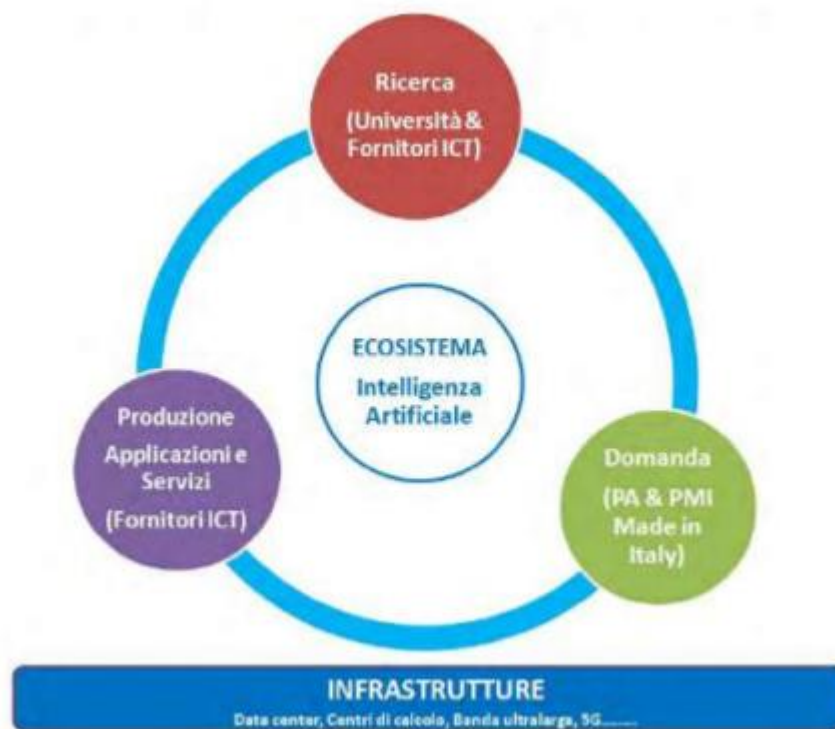 Ricerca
(Università &
Fornitori ICT)
ECOSISTEMA
Intelligenza
Artificiale
Produzione
Applicazioni e
Servizi
(Fornitori ICT)
Domanda
(PA & PMI
Made in
Italy)
INFRASTRUTTURE
Data center, Centri di calcolo, Banda ultralarga, 5G........